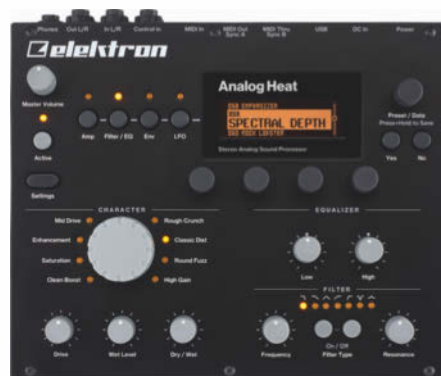 Phones
Out L/R
In L/R
Control in
MIDI In
MIDI Out
Sync A
MIDI Thru
Sync B
USB
DC In
Power
elektron
Master Volume
Active
Settings
Amp
Filter / EQ
Env
LFO
Analog Heat
SPECTRAL DEPTH
Stereo Analog Sound Processor
Preset / Data
Press+Hold to Save
Yes
No
CHARACTER
Mid Drive
Enhancement
Saturation
Clean Boost
Rough Crunch
Classic Dist
Round Fuzz
High Gain
Drive
Wet Level
Dry / Wet
EQUALIZER
Low
High
FILTER
Frequency
On / Off
Filter Type
Resonance